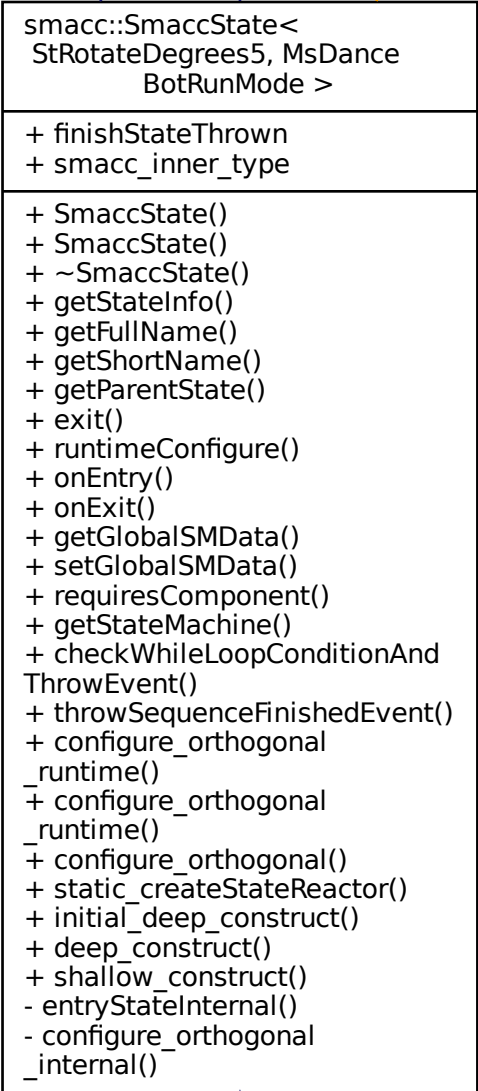 smacc::SmaccState<
StRotateDegrees5, MsDance
BotRunMode >
+ finishStateThrown
+ smacc_inner_type
+ SmaccState()
+ SmaccState()
+ ~SmaccState()
+ getStateInfo()
+ getFullName()
+ getShortName()
+ getParentState()
+ exit()
+ runtimeConfigure()
+ onEntry()
+ onExit()
+ getGlobalSMData()
+ setGlobalSMData()
+ requiresComponent()
+ getStateMachine()
+ checkWhileLoopConditionAnd
ThrowEvent()
+ throwSequenceFinishedEvent()
+ configure_orthogonal
_runtime()
+ configure_orthogonal
_runtime()
+ configure_orthogonal()
+ static_createStateReactor()
+ initial_deep_construct()
+ deep_construct()
+ shallow_construct()
- entryStateInternal()
- configure_orthogonal
_internal()